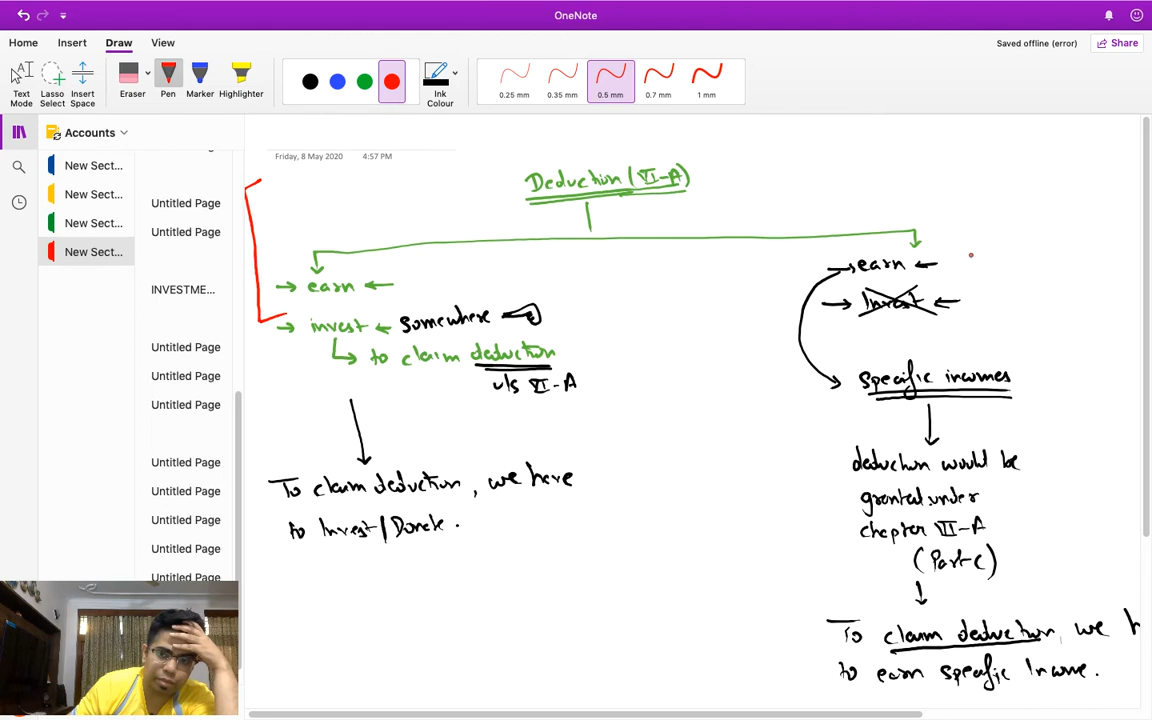 OneNote
Home Insert Draw View
Saved offline (error)
Share
Text Mode
Lasso Select
Insert Space
Eraser
Pen
Marker
Highlighter
Ink Colour
0.25 mm
0.35 mm
0.5 mm
0.7 mm
1 mm
Accounts
New Sect...
New Sect...
New Sect...
New Sect...
Untitled Page
Untitled Page
INVESTME...
Untitled Page
Untitled Page
Untitled Page
Untitled Page
Untitled Page
Untitled Page
Untitled Page
Untitled Page
Friday, 8 May 2020 4:57 PM
Deduction (VI-A)
earn
invest somewhere
to claim deduction
u/s VI-A
To claim deduction, we have
to Invest/Donate.
earn
Invest
specific incomes
deduction would be
granted under
chapter VI-A
(Part-C)
To claim deduction, we h
to earn specific Income.